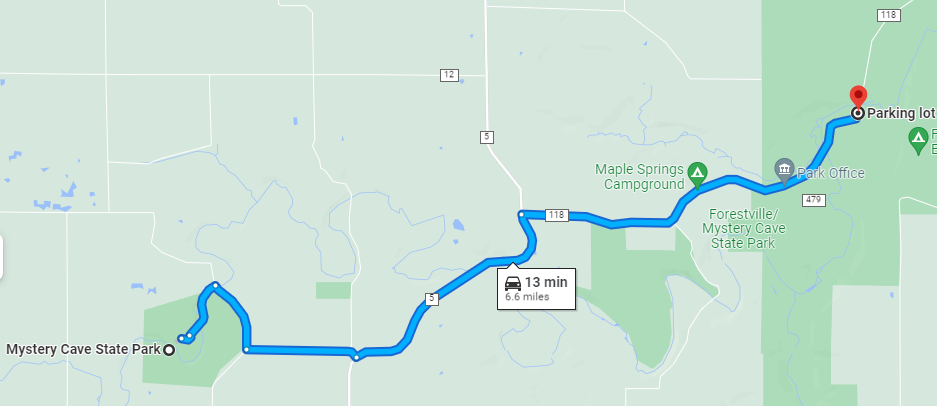 118
12
Parking lot
5
Maple Springs
Campground
Park Office
479
118
Forestville/
Mystery Cave
State Park
13 min
6.6 miles
5
Mystery Cave State Park